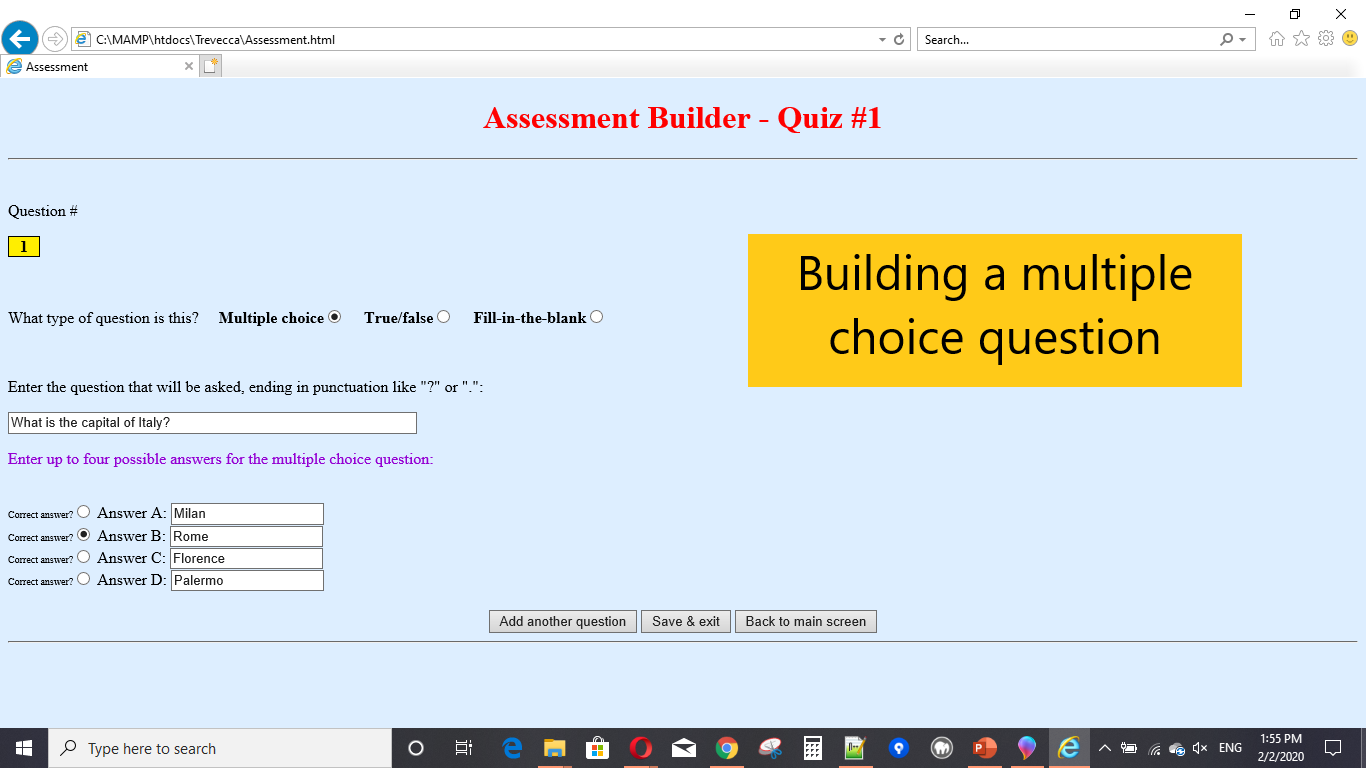 C:\MAMP\htdocs\Trevecca\Assessment.html
Search...
Assessment
Assessment Builder - Quiz #1
Question #
1
Building a multiple
choice question
What type of question is this? Multiple choice True/false Fill-in-the-blank
Enter the question that will be asked, ending in punctuation like "?" or ".":
What is the capital of Italy?
Enter up to four possible answers for the multiple choice question:
Correct answer? Answer A: Milan
Correct answer? Answer B: Rome
Correct answer? Answer C: Florence
Correct answer? Answer D: Palermo
Add another question Save & exit Back to main screen
Type here to search
ENG
1:55 PM
2/2/2020